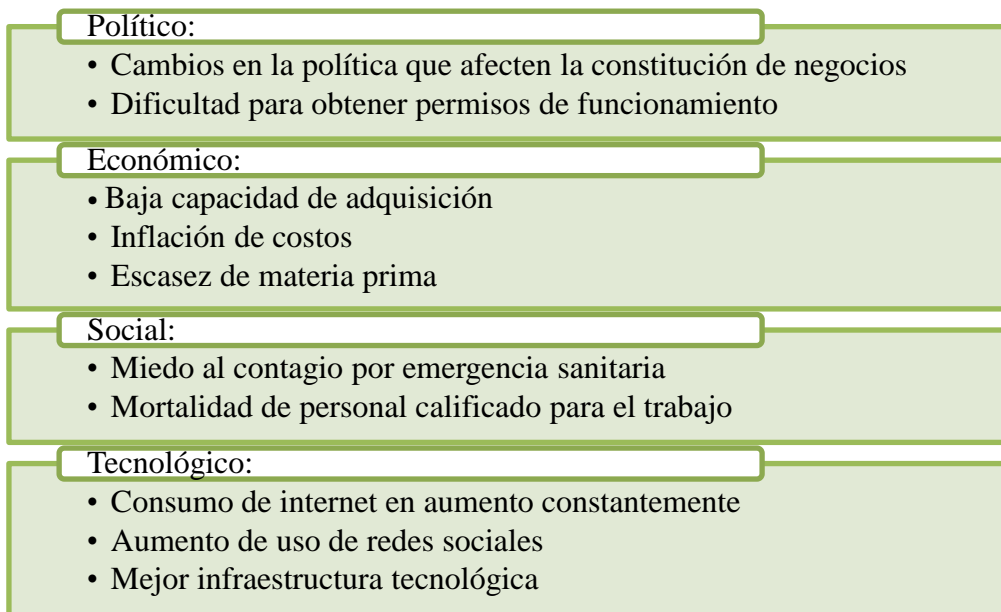 Político:
• Cambios en la política que afecten la constitución de negocios
• Dificultad para obtener permisos de funcionamiento
Económico:
• Baja capacidad de adquisición
• Inflación de costos
• Escasez de materia prima
Social:
• Miedo al contagio por emergencia sanitaria
• Mortalidad de personal calificado para el trabajo
Tecnológico:
• Consumo de internet en aumento constantemente
• Aumento de uso de redes sociales
• Mejor infraestructura tecnológica